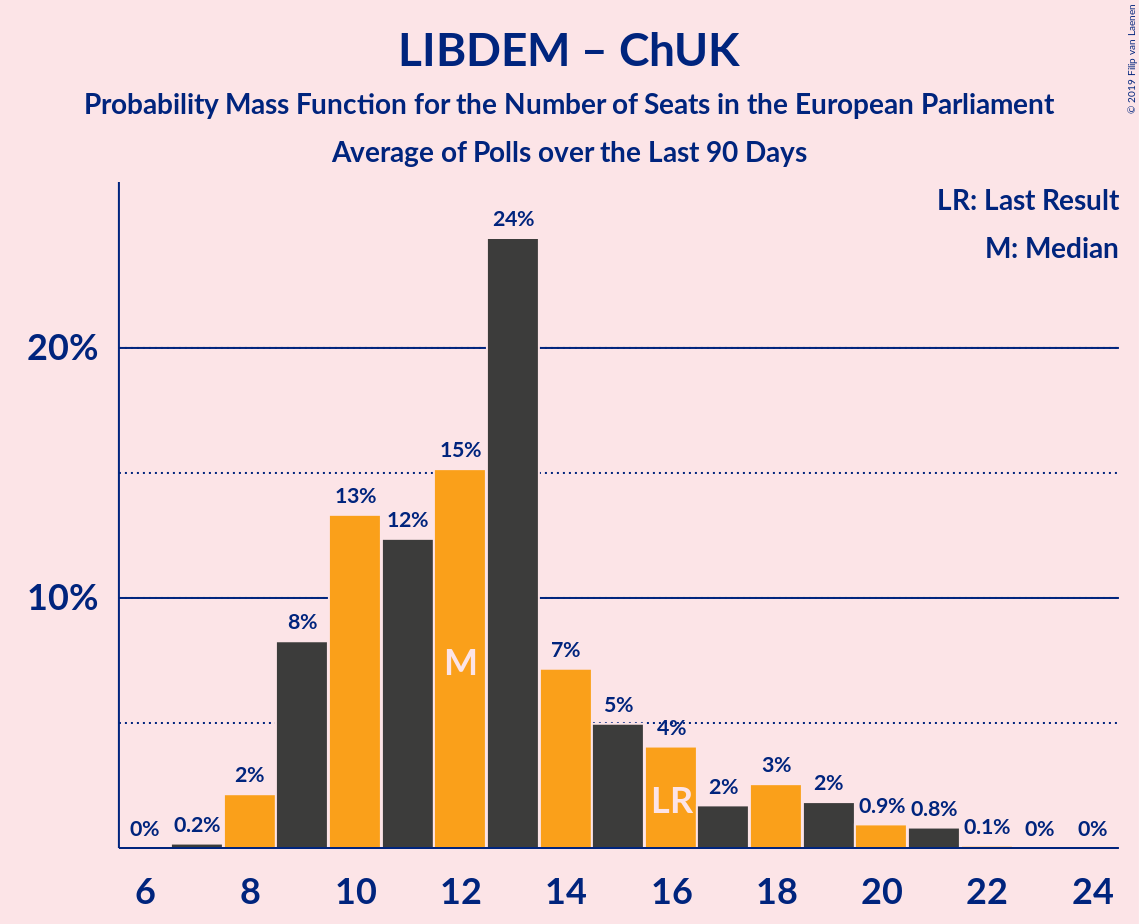 LIBDEM – ChUK
Probability Mass Function for the Number of Seats in the European Parliament
Average of Polls over the Last 90 Days
© 2019 Filip van Laenen
LR: Last Result
M: Median
20%
10%
0%
0.2%
2%
8%
13%
12%
15%
24%
7%
5%
4%
2%
3%
2%
0.9%
0.8%
0.1%
0%
0%
M
LR
6 8 10 12 14 16 18 20 22 24